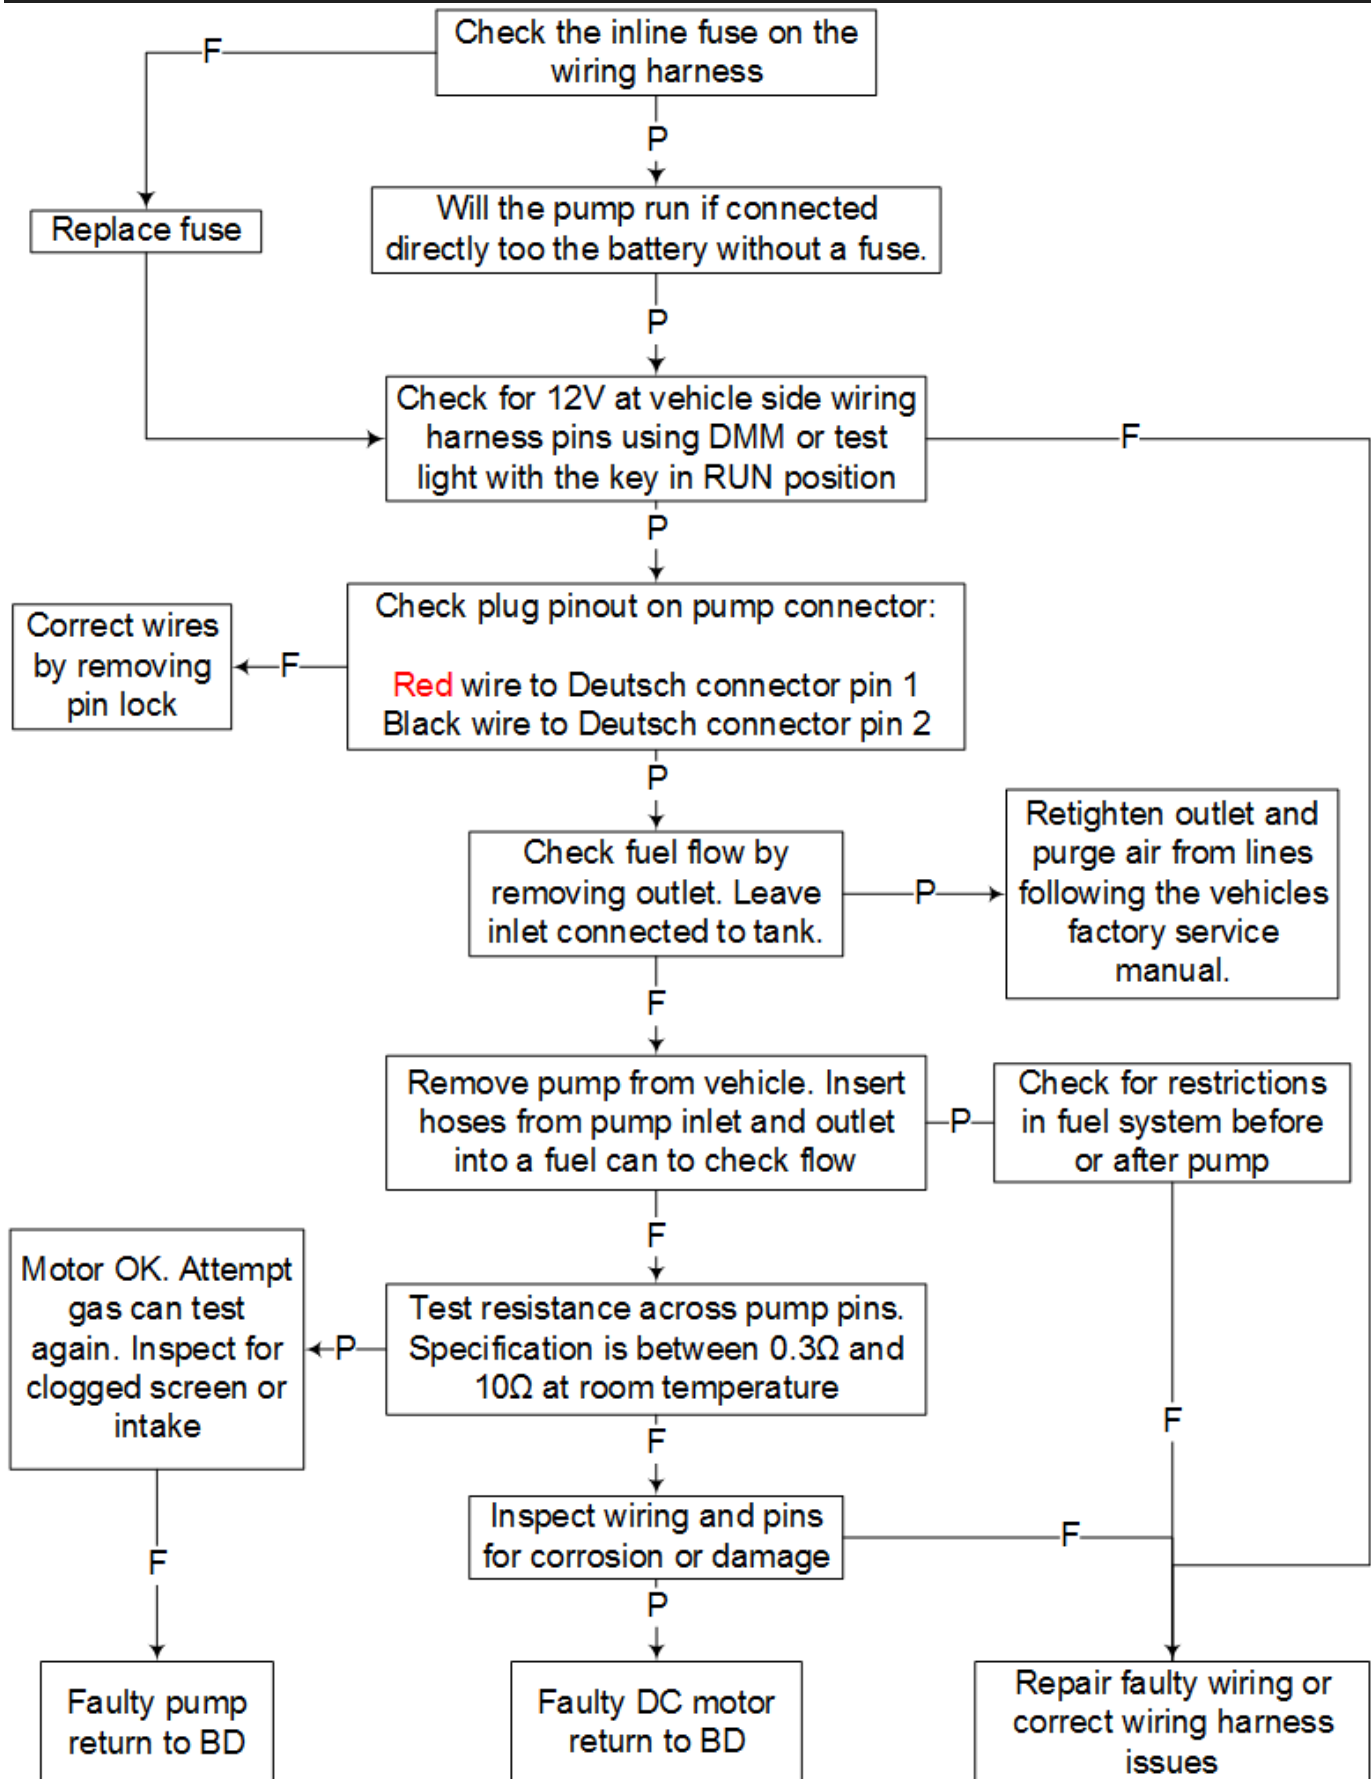 Check the inline fuse on the
wiring harness
F
P
Replace fuse
Will the pump run if connected
directly too the battery without a fuse.
P
Check for 12V at vehicle side wiring
harness pins using DMM or test
light with the key in RUN position
F
P
Check plug pinout on pump connector:
Red wire to Deutsch connector pin 1
Black wire to Deutsch connector pin 2
F
Correct wires
by removing
pin lock
P
Check fuel flow by
removing outlet. Leave
inlet connected to tank.
P
Retighten outlet and
purge air from lines
following the vehicles
factory service
manual.
F
Remove pump from vehicle. Insert
hoses from pump inlet and outlet
into a fuel can to check flow
P
Check for restrictions
in fuel system before
or after pump
F
F
Test resistance across pump pins.
Specification is between 0.3Ω and
10Ω at room temperature
P
Motor OK. Attempt
gas can test
again. Inspect for
clogged screen or
intake
F
Inspect wiring and pins
for corrosion or damage
F
F
P
Faulty pump
return to BD
Faulty DC motor
return to BD
Repair faulty wiring or
correct wiring harness
issues